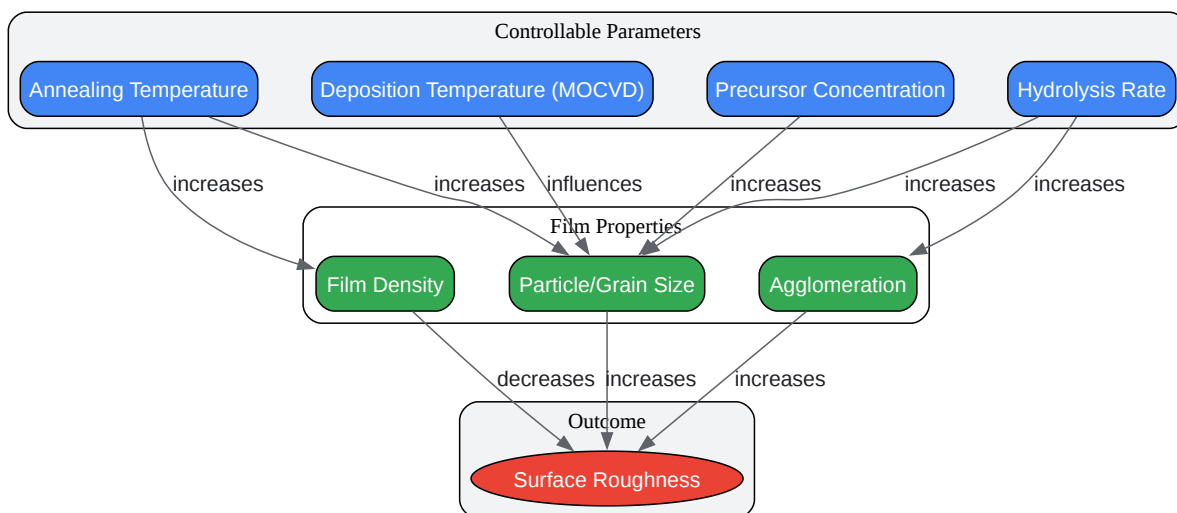 Controllable Parameters
Annealing Temperature
Deposition Temperature (MOCVD)
Precursor Concentration
Hydrolysis Rate
increases
increases
influences
increases
increases
increases
Film Properties
Film Density
Particle/Grain Size
Agglomeration
decreases
increases
increases
Outcome
Surface Roughness